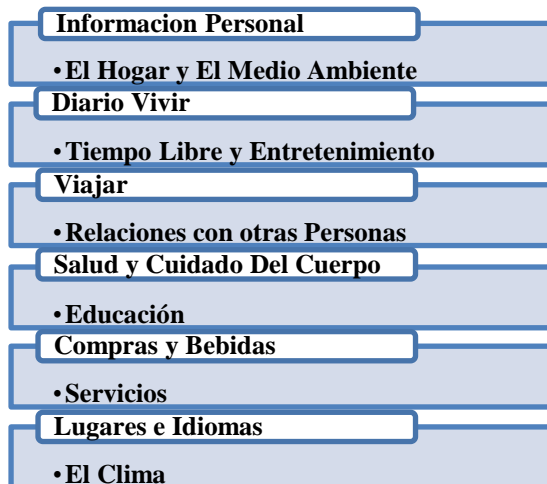 Informacion Personal
•El Hogar y El Medio Ambiente
Diario Vivir
•Tiempo Libre y Entretenimiento
Viajar
•Relaciones con otras Personas
Salud y Cuidado Del Cuerpo
•Educación
Compras y Bebidas
•Servicios
Lugares e Idiomas
•El Clima